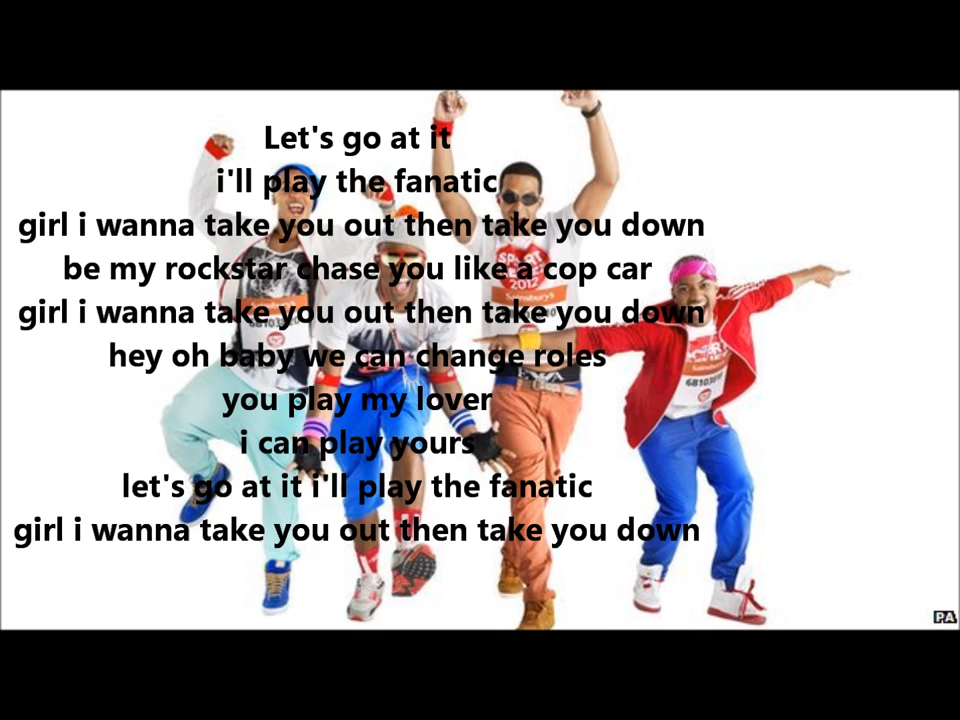 Let's go at it
i'll play the fanatic
girl i wanna take you out then take you down
be my rockstar chase you like a cop car
girl i wanna take you out then take you down
hey oh baby we can change roles
you play my lover
i can play yours
let's go at it i'll play the fanatic
girl i wanna take you out then take you down
SPORT
2012
Sainsbury's
PA